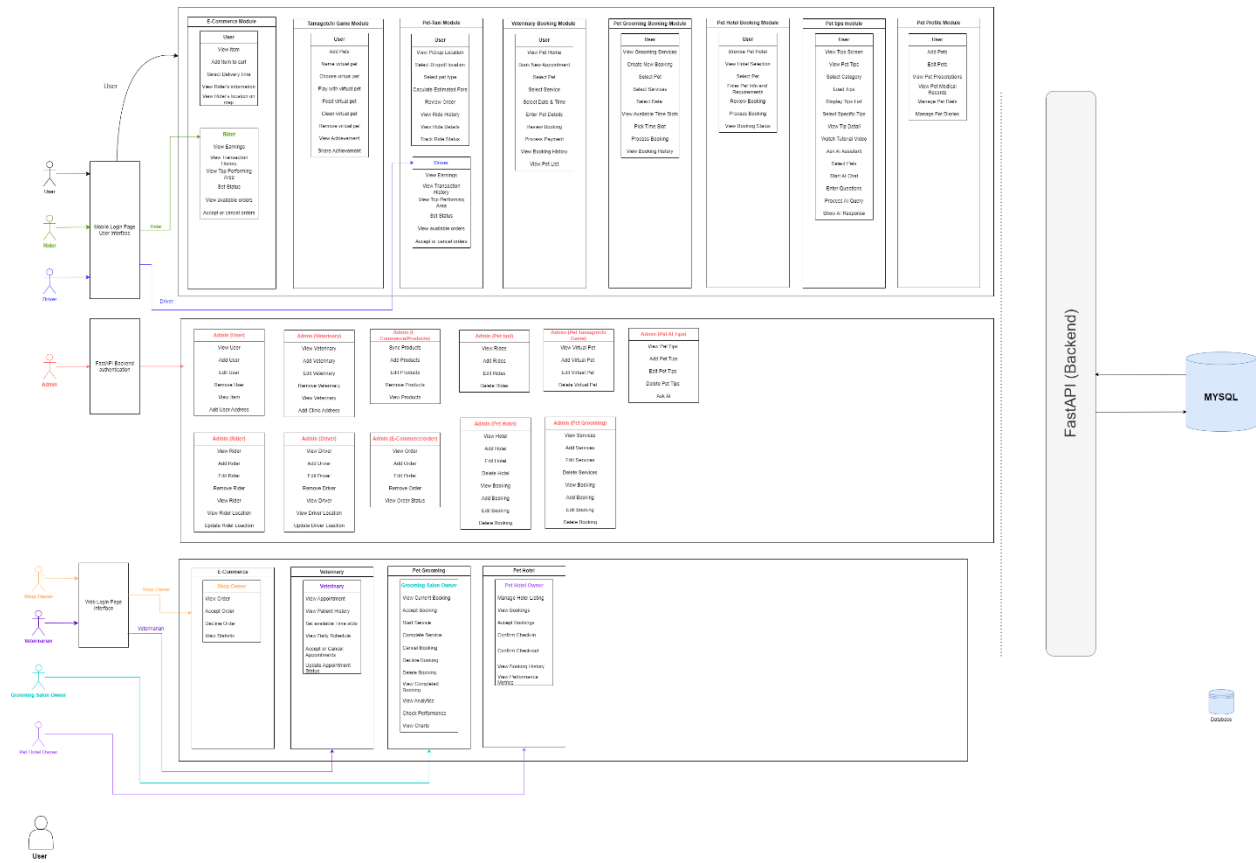 E-Commerce Module
User
View Item
Add Item to cart
Select Delivery time
View Rider's information
View Rider's location on
map
Rider
View Earnings
View Transaction
History
View Top Performing
Area
Set Status
View available orders
Accept or cancel orders
Tamagotchi Game Module
User
Add Pets
Name virtual pet
Choose virtual pet
Play with virtual pet
Feed virtual pet
Clean virtual pet
Remove virtual pet
View Achievement
Share Achievement
Pet-Taxi Module
User
View Pickup Location
Select Dropoff location
Select pet type
Calculate Estimated Fare
Review Order
View Ride History
View Ride Details
Track Ride Status
Driver
View Earnings
View Transaction
History
View Top Performing
Area
Set Status
View available orders
Accept or cancel orders
Veterinary Booking Module
User
View Pet Home
Book New Appointment
Select Pet
Select Service
Select Date & Time
Enter Pet Details
Review Booking
Process Payment
View Booking History
View Pet List
Pet Grooming Booking Module
User
View Grooming Services
Create New Booking
Select Pet
Select Services
Select Date
View Available Time Slots
Pick Time Slot
Process Booking
View Booking History
Pet Hotel Booking Module
User
Browse Pet Hotel
View Hotel Selection
Select Pet
Enter Pet Info and
Requirements
Review Booking
Process Booking
View Booking Status
Pet tips module
User
View Tips Screen
View Pet Tips
Select Category
Load Tips
Display Tips List
Select Specific Tips
View Tip Detail
Watch Tutorial Video
Ask AI Assistant
Select Pets
Start AI Chat
Enter Questions
Process AI Query
Show AI Response
Pet Profile Module
User
Add Pets
Edit Pets
View Pet Prescriptions
View Pet Medical
Records
Manage Pet Diets
Manage Pet Diaries
User
User
Rider
Driver
Mobile Login Page
User Interface
Rider
Driver
Admin
FastAPI Backend
authentication
Admin (User)
View User
Add User
Edit User
Remove User
View Item
Add User Address
Admin (Veterinary)
View Veterinary
Add Veterinary
Edit Veterinary
Remove Veterinary
View Veterinary
Add Clinic Address
Admin (E-
Commerce/Products)
Sync Products
Add Products
Edit Products
Remove Products
View Products
Admin (Pet taxi)
View Rides
Add Rides
Edit Rides
Delete Rides
Admin (Pet Tamagotchi
Game)
View Virtual Pet
Add Virtual Pet
Edit Virtual Pet
Delete Virtual Pet
Admin (Pet AI Tips)
View Pet Tips
Add Pet Tips
Edit Pet Tips
Delete Pet Tips
Ask AI
Admin (Rider)
View Rider
Add Rider
Edit Rider
Remove Rider
View Rider
View Rider Location
Update Rider Loaction
Admin (Driver)
View Driver
Add Driver
Edit Driver
Remove Driver
View Driver
View Driver Location
Update Driver Loaction
Admin (E-Commerce/order)
View Order
Add Order
Edit Order
Remove Order
View Order Status
Admin (Pet Hotel)
View Hotel
Add Hotel
Edit Hotel
Delete Hotel
View Booking
Add Booking
Edit Booking
Delete Booking
Admin (Pet Grooming)
View Services
Add Services
Edit Services
Delete Services
View Booking
Add Booking
Edit Booking
Delete Booking
Shop Owner
Veterinarian
Grooming Salon Owner
Pet Hotel Owner
Web Login Page
Interface
Shop Owner
Veterinarian
E-Commerce
Shop Owner
View Order
Accept Order
Decline Order
View Statistic
Veterinary
Veterinary
View Appointment
View Patient History
Set available Time slots
View Daily Schedule
Accept or Cancel
Appointments
Update Appointment
Status
Pet Grooming
Grooming Salon Owner
View Current Booking
Accept Booking
Start Service
Complete Service
Cancel Booking
Decline Booking
Delete Booking
View Completed
Booking
View Analytics
Check Performance
View Charts
Pet Hotel
Pet Hotel Owner
Manage Hotel Listing
View Bookings
Accept Bookings
Confirm Check-in
Confirm Check-out
View Booking History
View Performance
Metrics
FastAPI (Backend)
MYSQL
Database
User